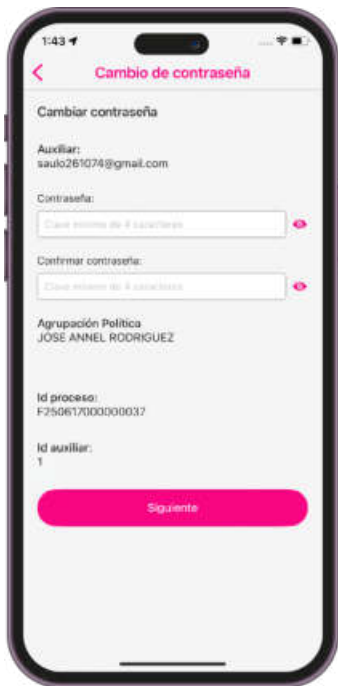 1:43
Cambio de contraseña
Cambiar contraseña
Auxiliar:
saulo261074@gmail.com
Contraseña:
Clave mínimo de 4 caracteres
Confirmar contraseña:
Clave mínimo de 4 caracteres
Agrupación Política
JOSE ANNEL RODRIGUEZ
Id proceso:
F250617000000037
Id auxiliar:
1
Siguiente